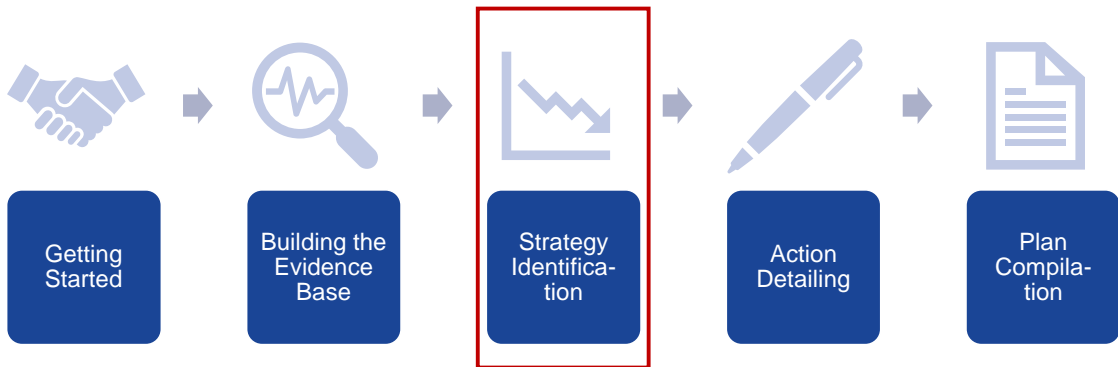 Getting
Started
Building the
Evidence
Base
Strategy
Identifica-
tion
Action
Detailing
Plan
Compila-
tion